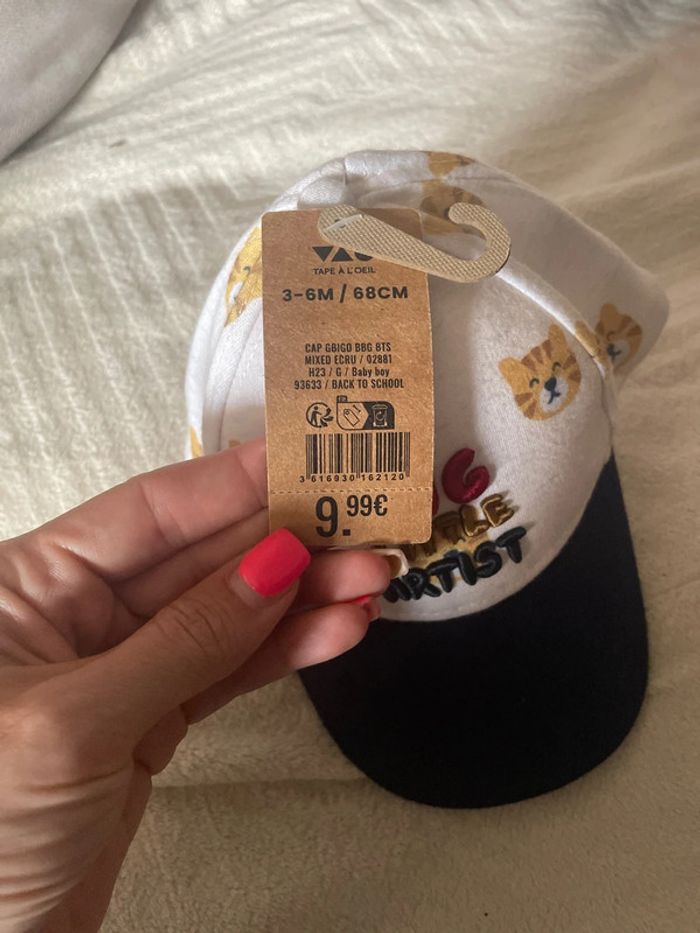 TAPE À L'OEIL
3-6M / 68CM
CAP GBIGO BBG BTS
MIXED ECRU / 02881
H23 / G / Baby boy
93633 / BACK TO SCHOOL
FR
3 616930 162120
9.99€
ARTIST